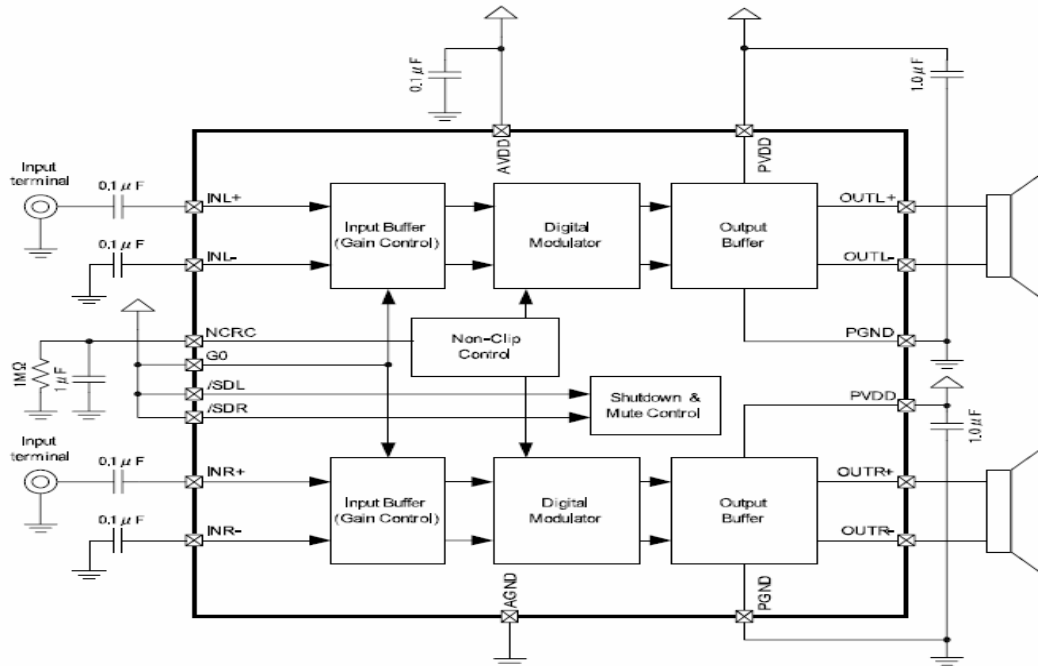 0.1μF
1.0μF
AVDD
PVDD
Input
terminal
0.1μF
INL+
Input Buffer
(Gain Control)
Digital
Modulator
Output
Buffer
OUTL+
0.1μF
INL-
OUTL-
NCRC
Non-Clip
Control
PGND
G0
1MΩ
1μF
/SDL
Shutdown &
Mute Control
PVDD
/SDR
1.0μF
Input
terminal
0.1μF
INR+
Input Buffer
(Gain Control)
Digital
Modulator
Output
Buffer
OUTR+
0.1μF
INR-
OUTR-
AGND
PGND